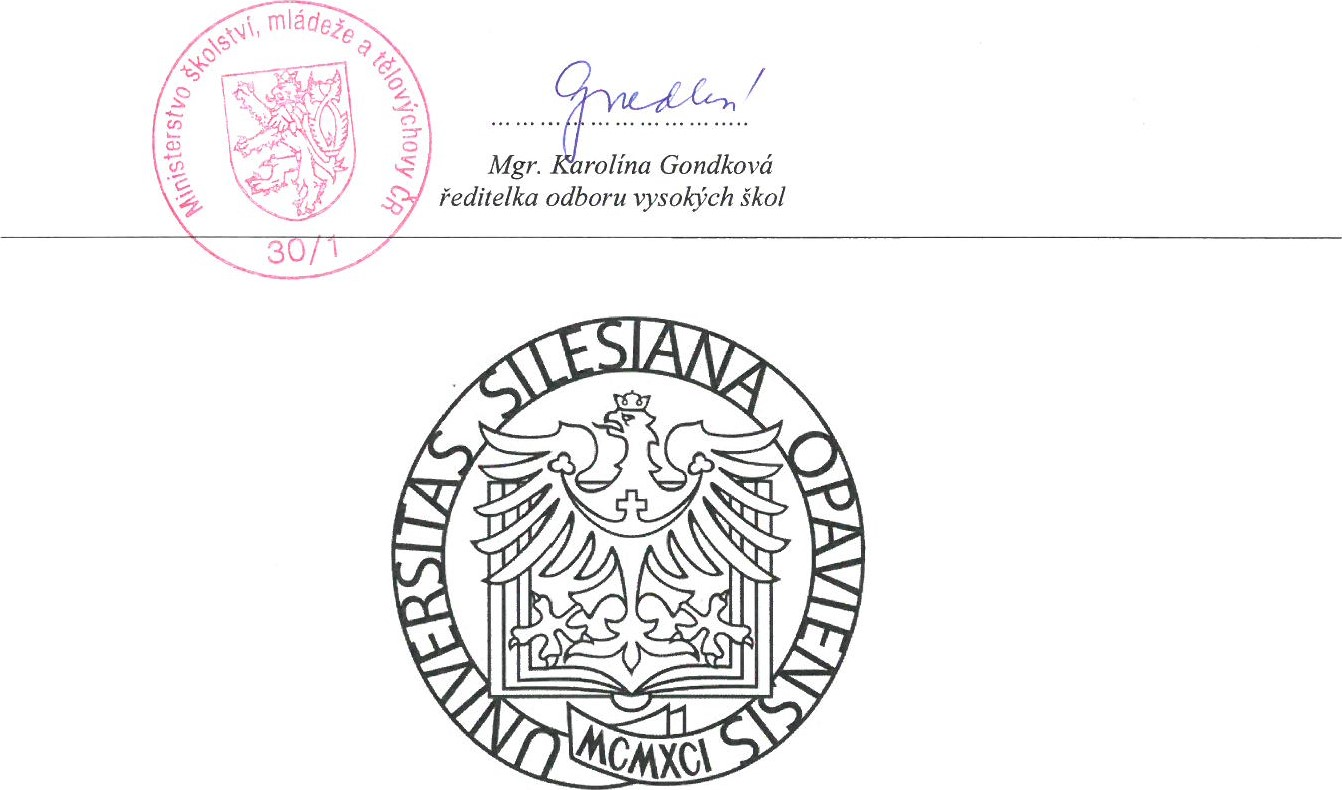 Ministerstvo školství, mládeže a tělovýchovy ČR
30/1
…………………………..
Mgr. Karolína Gondková
ředitelka odboru vysokých škol
UNIVERSITAS SILESIANA OPAVIENSIS
MCMXCI